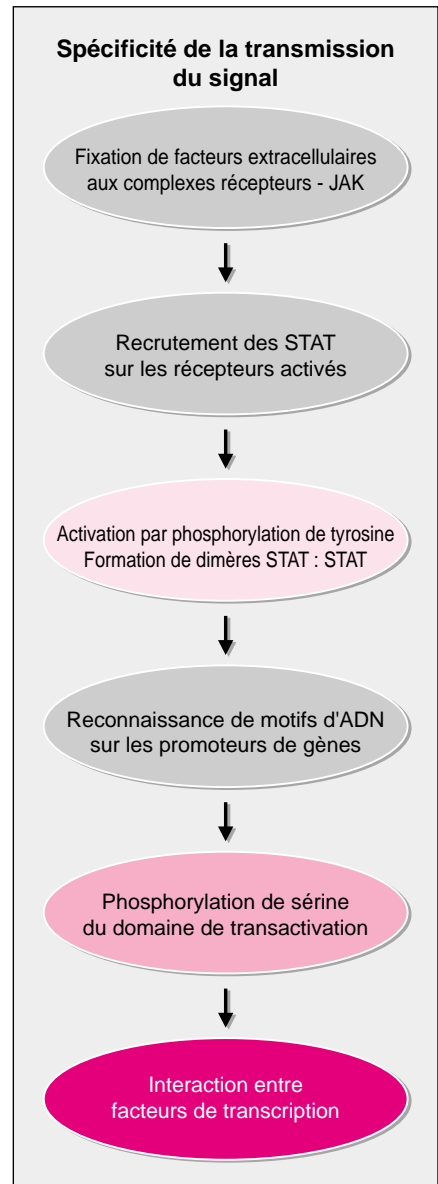 Spécificité de la transmission
du signal
Fixation de facteurs extracellulaires
aux complexes récepteurs - JAK
Recrutement des STAT
sur les récepteurs activés
Activation par phosphorylation de tyrosine
Formation de dimères STAT : STAT
Reconnaissance de motifs d'ADN
sur les promoteurs de gènes
Phosphorylation de sérine
du domaine de transactivation
Interaction entre
facteurs de transcription